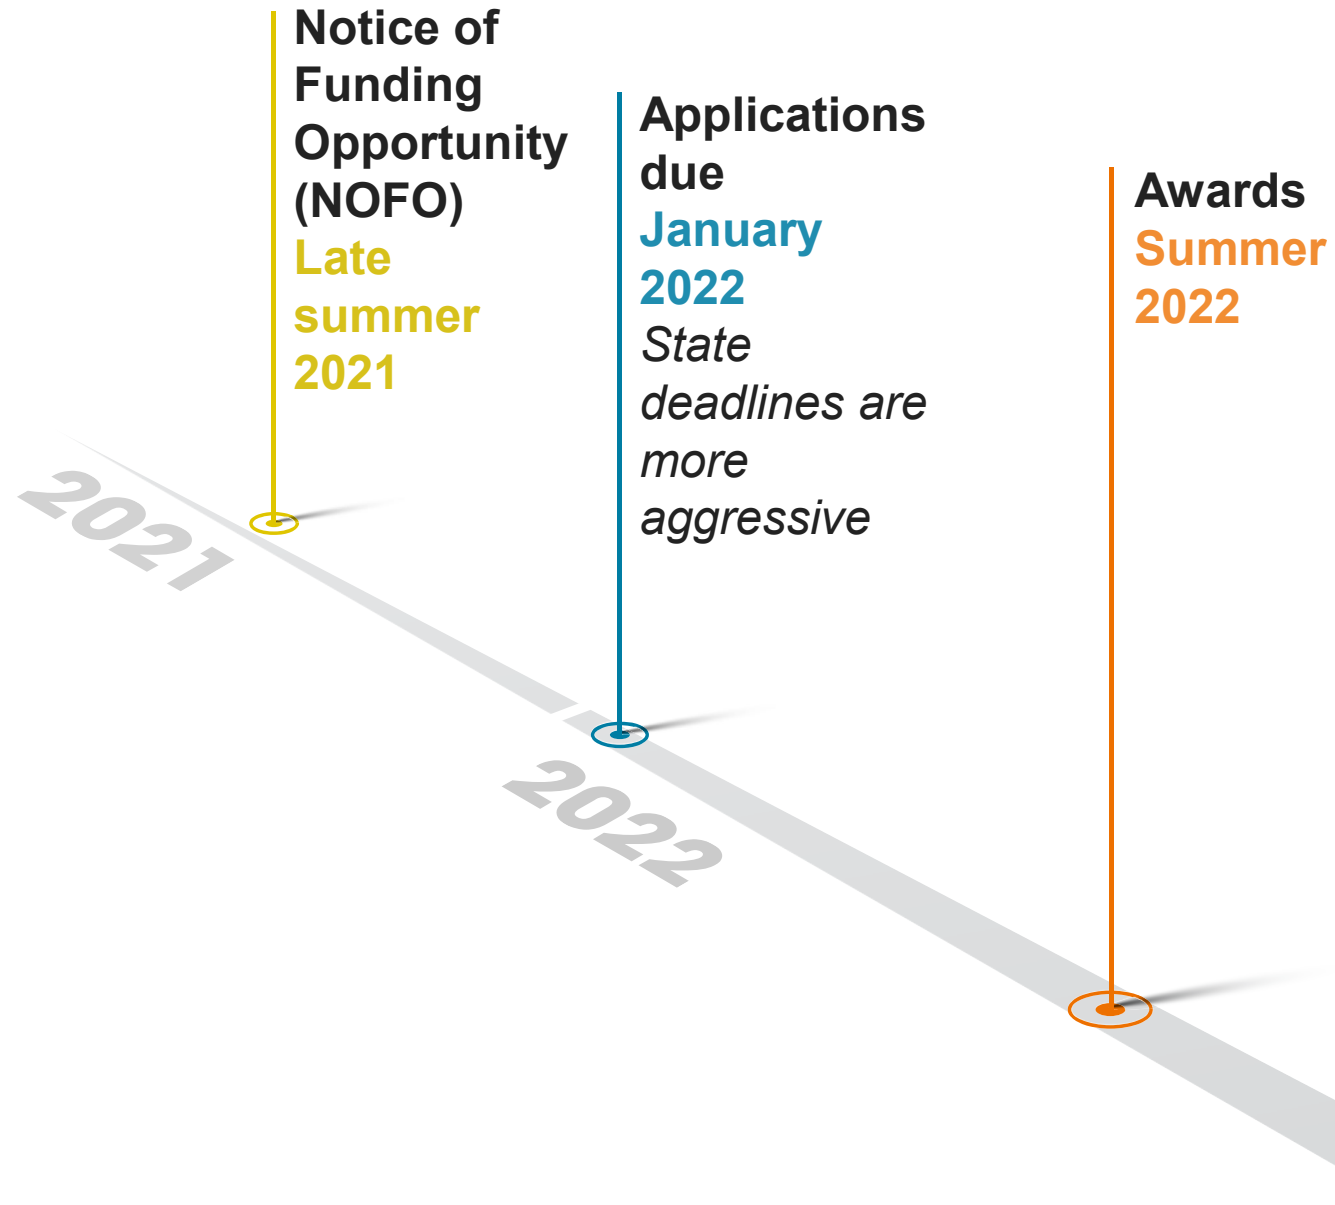 Notice of
Funding
Opportunity
(NOFO)
Late
summer
2021
Applications
due
January
2022
State
deadlines are
more
aggressive
Awards
Summer
2022
2021
2022